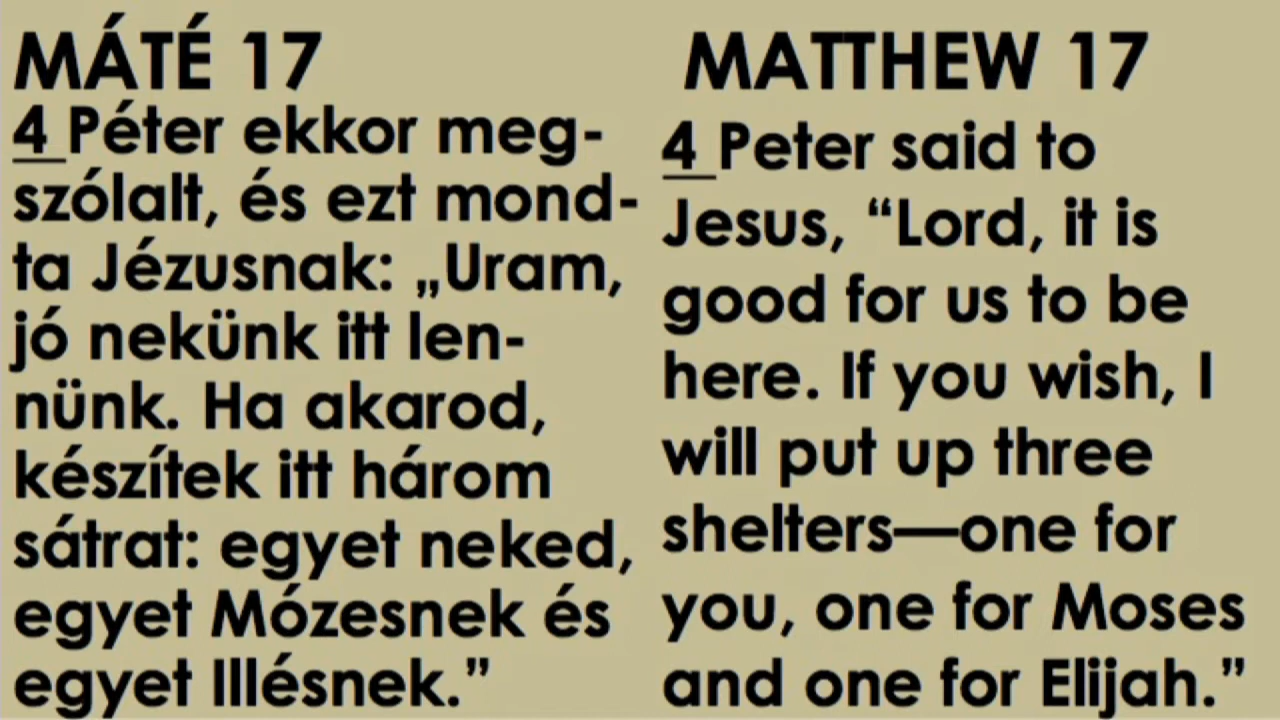 MÁTÉ 17
4 Péter ekkor meg-
szólalt, és ezt mond-
ta Jézusnak: „Uram,
jó nekünk itt len-
nünk. Ha akarod,
készítek itt három
sátrat: egyet neked,
egyet Mózesnek és
egyet Illésnek.”
MATTHEW 17
4 Peter said to
Jesus, “Lord, it is
good for us to be
here. If you wish, I
will put up three
shelters—one for
you, one for Moses
and one for Elijah.”